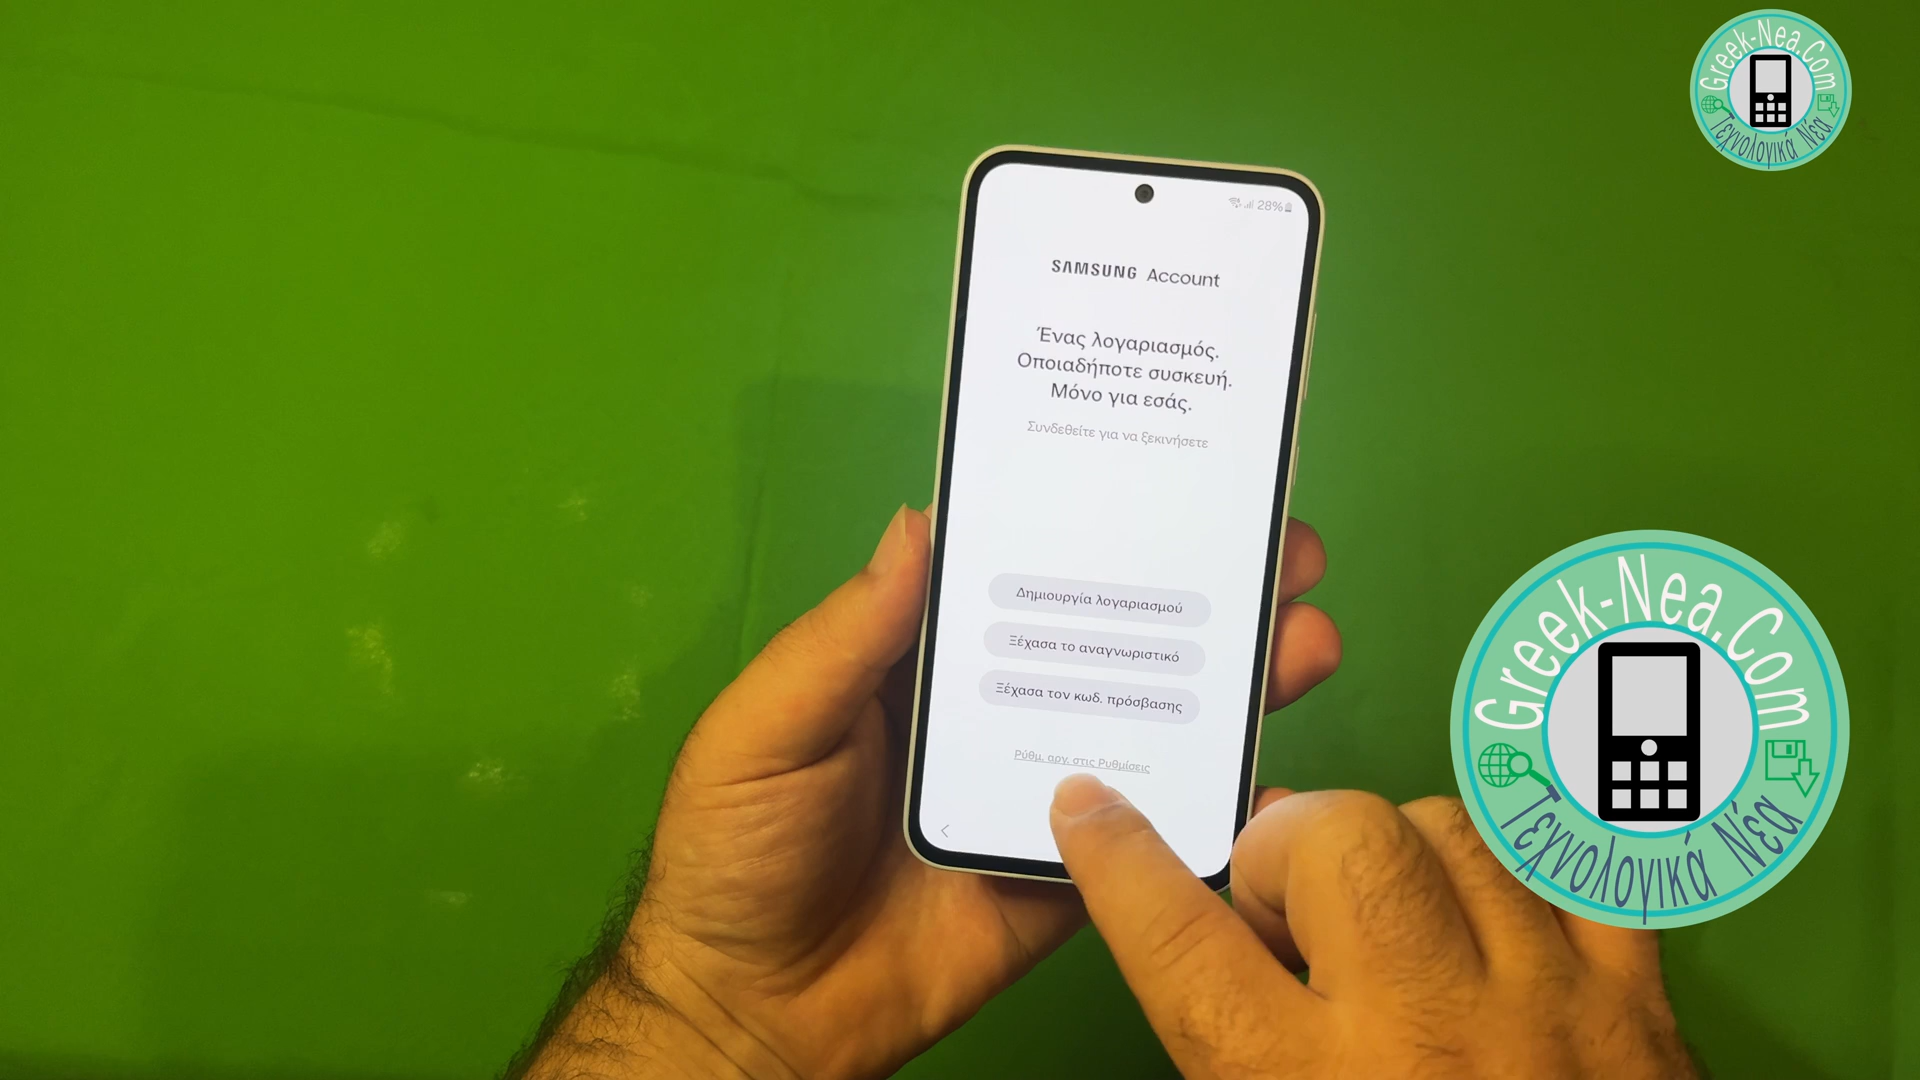 Greek-Nea.Com
Τεχνολογικά Νέα
28%
SAMSUNG Account
Ένας λογαριασμός.
Οποιαδήποτε συσκευή.
Μόνο για εσάς.
Συνδεθείτε για να ξεκινήσετε
Δημιουργία λογαριασμού
Ξέχασα το αναγνωριστικό
Ξέχασα τον κωδ. πρόσβασης
Ρύθμ. αργ. στις Ρυθμίσεις
Greek-Nea.Com
Τεχνολογικά Νέα